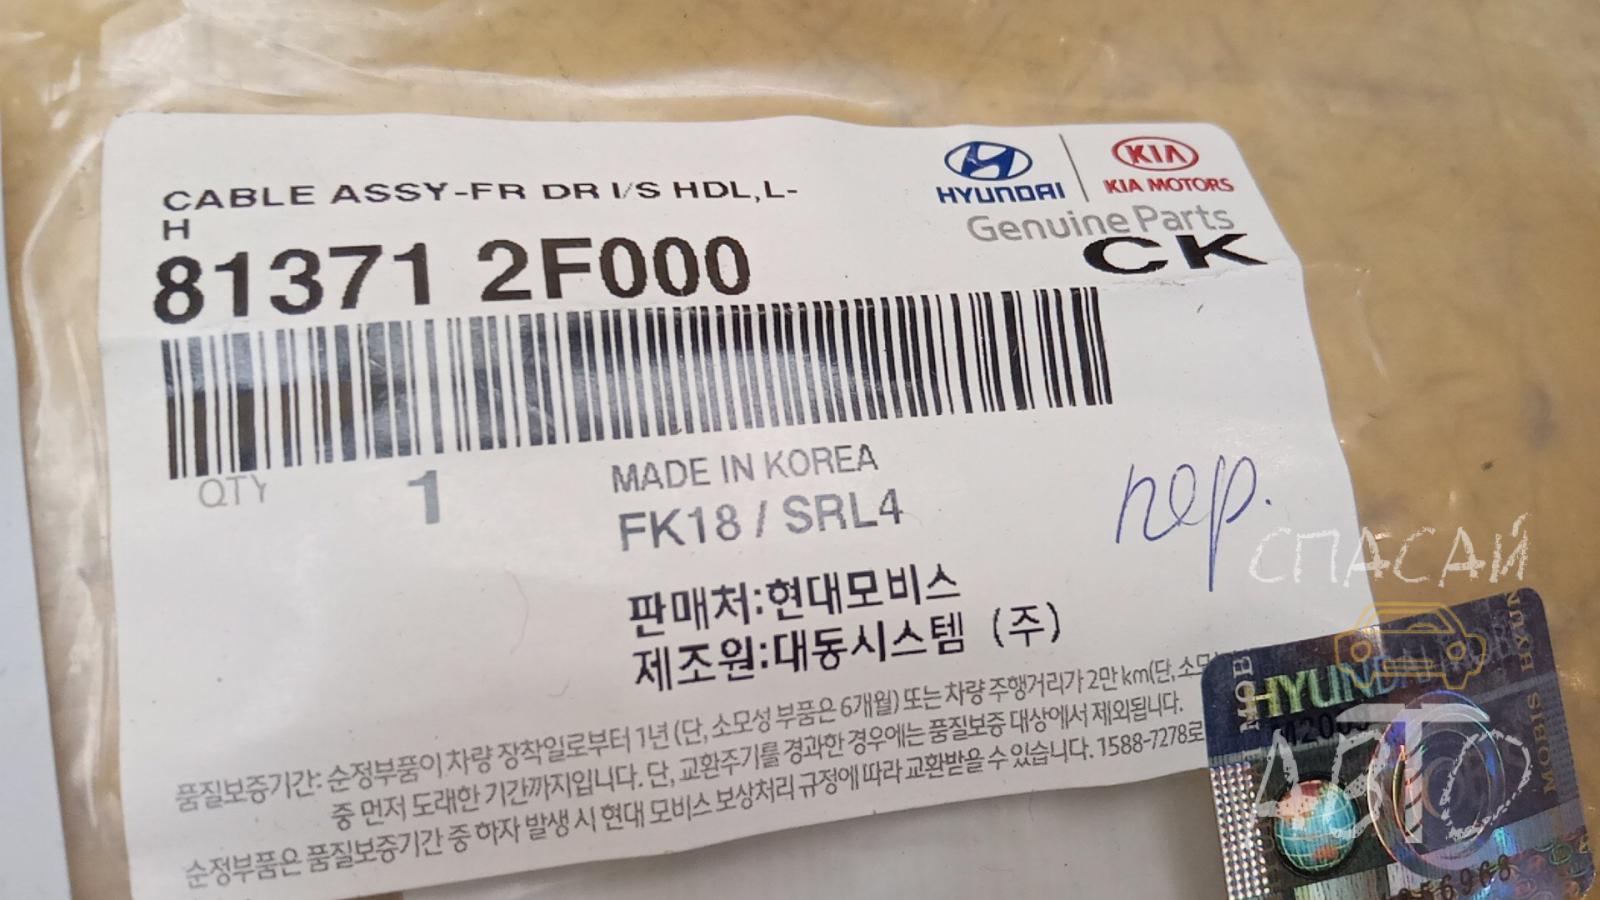 CABLE ASSY-FR DR I/S HDL,L-
H
81371 2F000
HYUNDAI
KIA
KIA MOTORS
Genuine Parts
CK
QTY 1
MADE IN KOREA
FK18 / SRL4
판매처:현대모비스
제조원:대동시스템 (주)
пер.
품질보증기간: 순정부품이 차량 장착일로부터 1년 (단, 소모성 부품은 6개월) 또는 차량 주행거리가 2만 km(단, 소모
중 먼저 도래한 기간까지입니다. 단, 교환주기를 경과한 경우에는 품질보증 대상에서 제외됩니다.
순정부품은 품질보증기간 중 하자 발생 시 현대 모비스 보상처리 규정에 따라 교환받을 수 있습니다. 1588-7278로
СПАСАЙ
АВТО
HYUNDAI
MOBIS